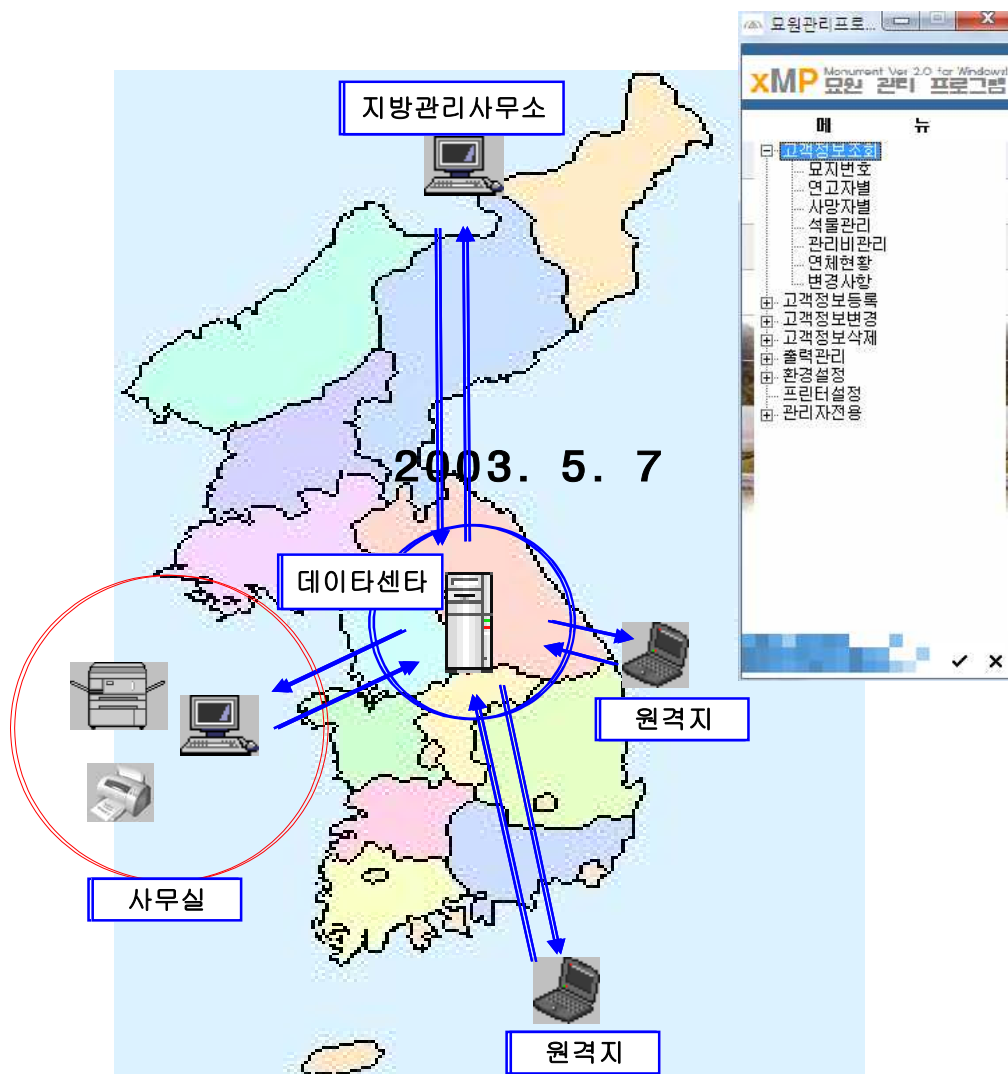 묘원관리프로...
지방관리사무소
xMP Monument Ver 2.0 for Windows
묘원 관리 프로그램
메 뉴
고객정보조회
묘지번호
연고자별
사망자별
석물관리
관리비관리
연체현황
변경사항
고객정보등록
고객정보변경
고객정보삭제
출력관리
환경설정
프린터설정
관리자전용
2003. 5. 7
데이타센타
원격지
사무실
원격지